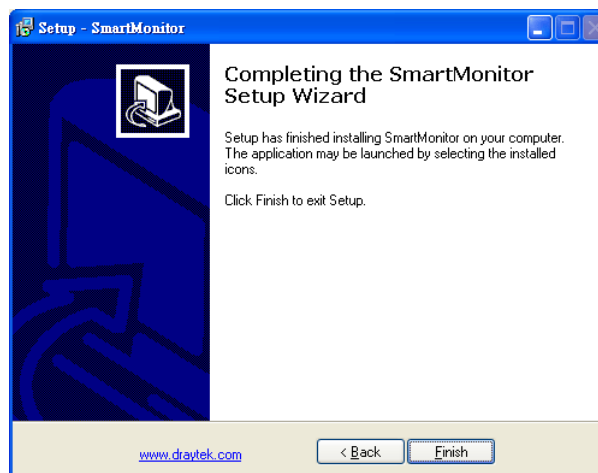 Setup - SmartMonitor
Completing the SmartMonitor
Setup Wizard
Setup has finished installing SmartMonitor on your computer.
The application may be launched by selecting the installed
icons.
Click Finish to exit Setup.
www.draytek.com
< Back
Finish